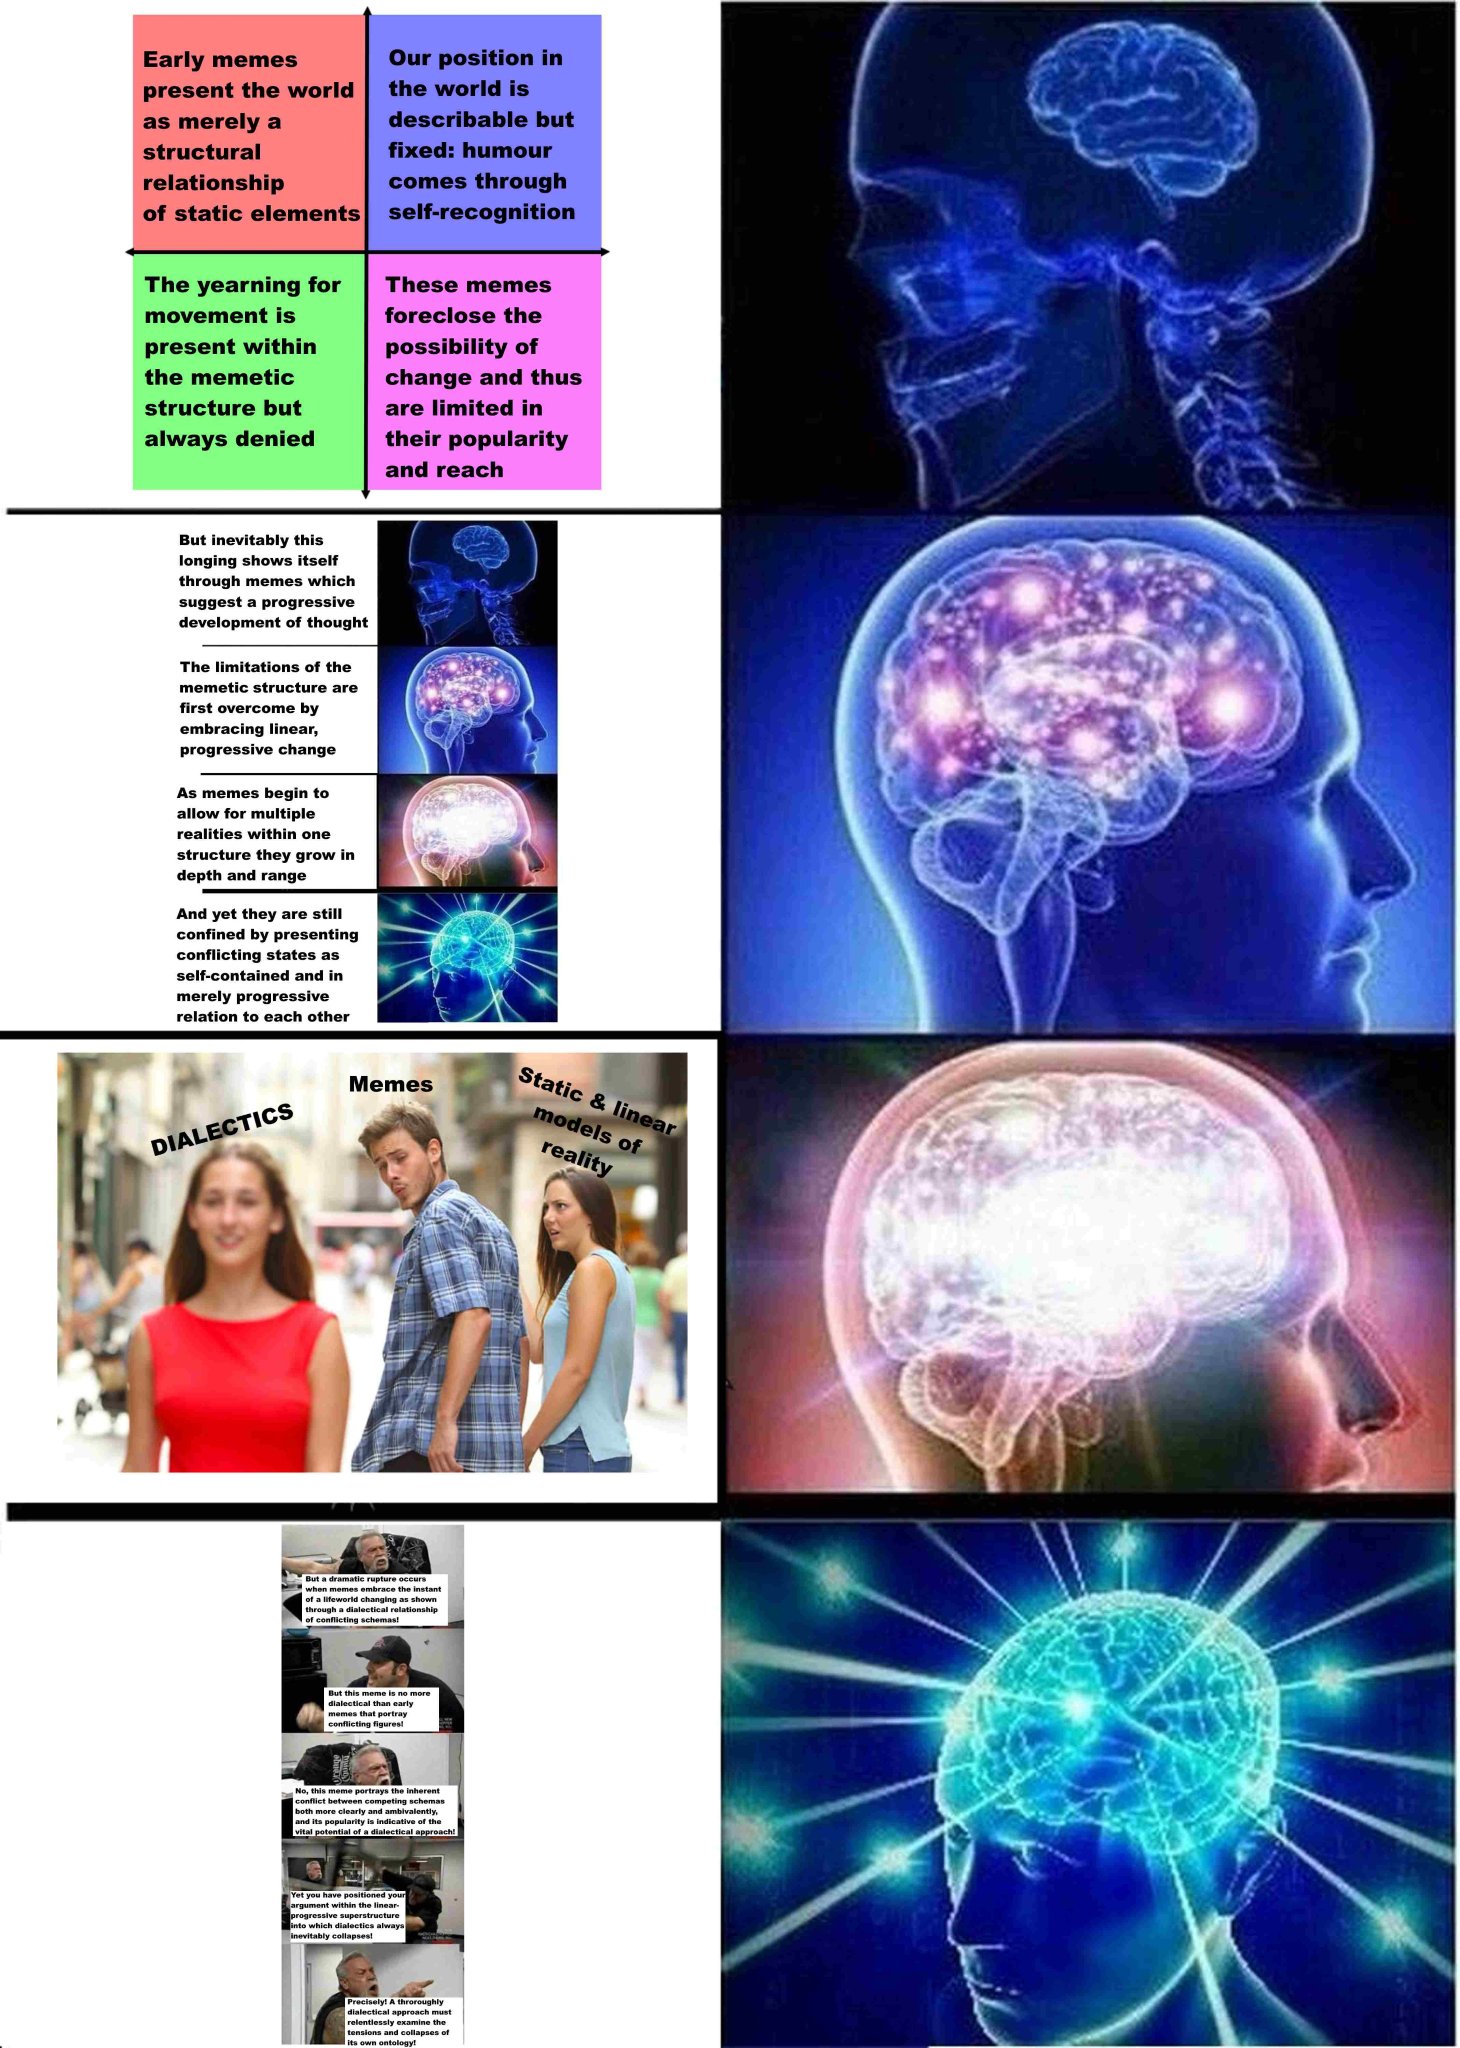 Early memes
present the world
as merely a
structural
relationship
of static elements
Our position in
the world is
describable but
fixed: humour
comes through
self-recognition
The yearning for
movement is
present within
the memetic
structure but
always denied
These memes
foreclose the
possibility of
change and thus
are limited in
their popularity
and reach
But inevitably this
longing shows itself
through memes which
suggest a progressive
development of thought
The limitations of the
memetic structure are
first overcome by
embracing linear,
progressive change
As memes begin to
allow for multiple
realities within one
structure they grow in
depth and range
And yet they are still
confined by presenting
conflicting states as
self-contained and in
merely progressive
relation to each other
DIALECTICS
Memes
Static & linear
models of
reality
But a dramatic rupture occurs
when memes embrace the instant
of a lifeworld changing as shown
through a dialectical relationship
of conflicting schemas!
But this meme is no more
dialectical than early
memes that portray
conflicting figures!
No, this meme portrays the inherent
conflict between competing schemas
both more clearly and ambivalently,
and its popularity is indicative of the
vital potential of a dialectical approach!
Yet you have positioned your
argument within the linear-
progressive superstructure
into which dialectics always
inevitably collapses!
Precisely! A throroughly
dialectical approach must
relentlessly examine the
tensions and collapses of
its own ontology!